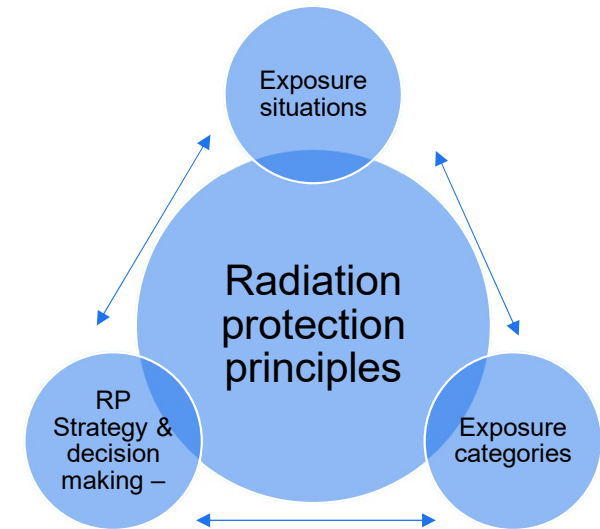 Exposure
situations
Radiation
protection
principles
RP
Strategy &
decision
making –
Exposure
categories